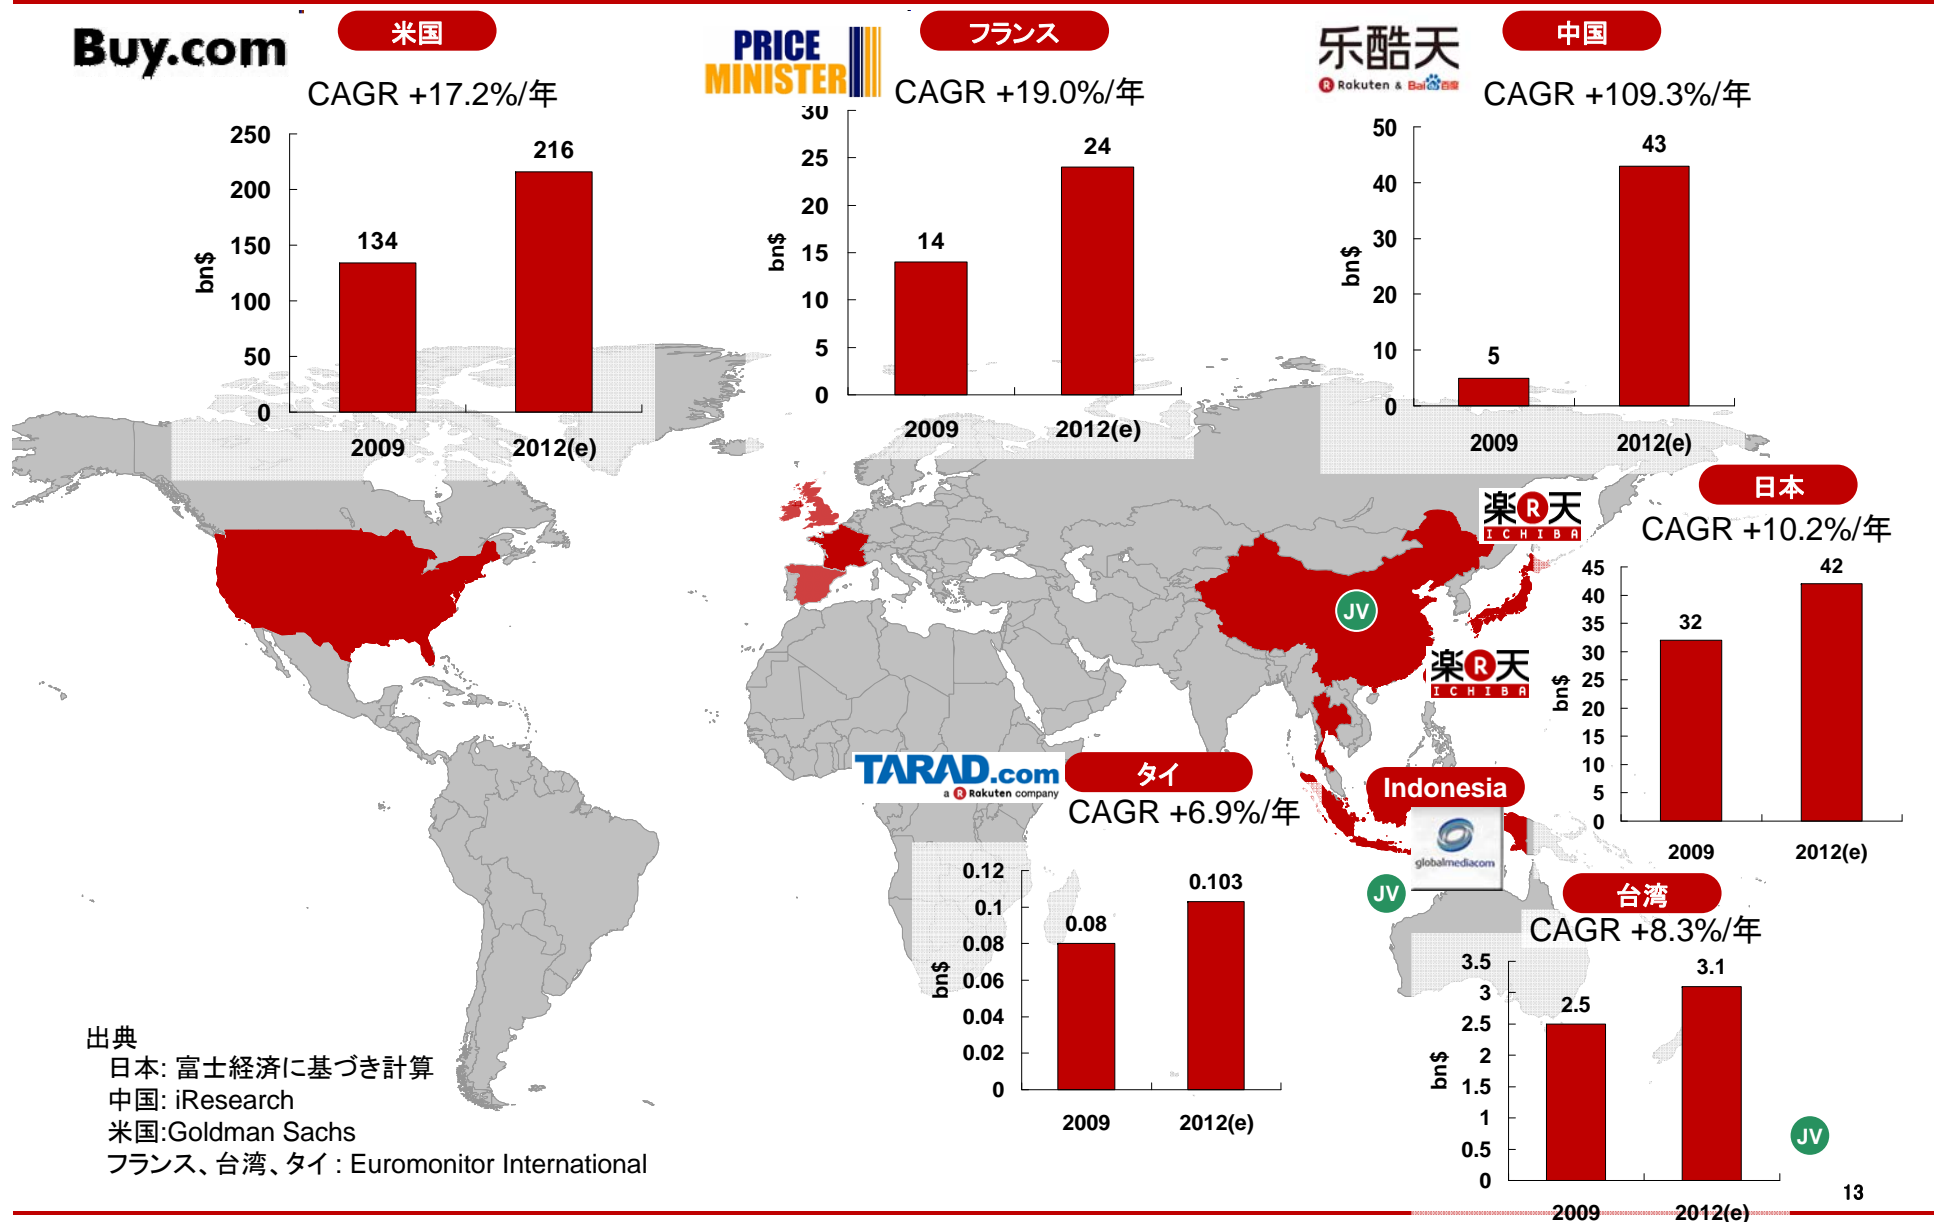 Buy.com
米国
CAGR +17.2%/年
250
200
150
100
50
0
bn$
134
216
2009
2012(e)
PRICE
MINISTER
フランス
CAGR +19.0%/年
30
25
20
15
10
5
0
bn$
14
24
2009
2012(e)
乐酷天
R Rakuten & Bai百度
中国
CAGR +109.3%/年
50
40
30
20
10
0
bn$
5
43
2009
2012(e)
JV
楽R天
ICHIBA
日本
CAGR +10.2%/年
45
40
35
30
25
20
15
10
5
0
bn$
32
42
2009
2012(e)
楽R天
ICHIBA
TARAD.com
a R Rakuten company
タイ
CAGR +6.9%/年
0.12
0.1
0.08
0.06
0.04
0.02
0
bn$
0.08
0.103
2009
2012(e)
Indonesia
globalmediacom
JV
台湾
CAGR +8.3%/年
3.5
3
2.5
2
1.5
1
0.5
0
bn$
2.5
3.1
2009
2012(e)
JV
出典
日本: 富士経済に基づき計算
中国: iResearch
米国:Goldman Sachs
フランス、台湾、タイ : Euromonitor International
13